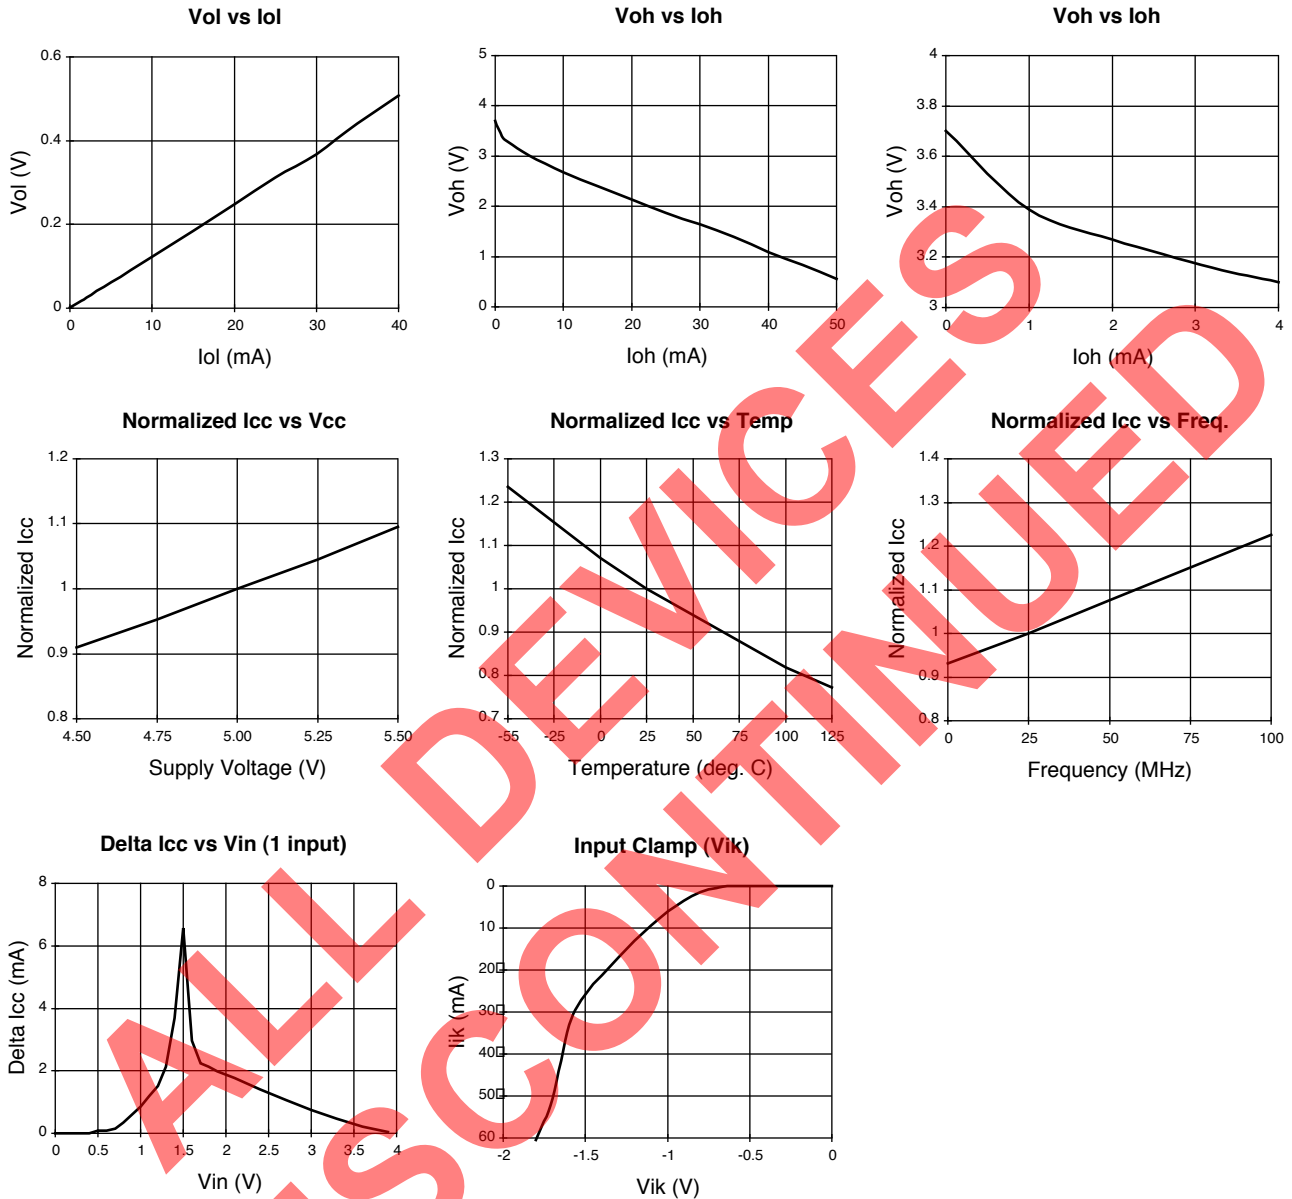 Vol vs Iol
Voh vs Ioh
Voh vs Ioh
0.6
0.4
0.2
0
Vol (V)
0 10 20 30 40
Iol (mA)
5
4
3
2
1
0
Voh (V)
0 10 20 30 40 50
Ioh (mA)
4
3.8
3.6
3.4
3.2
3
Voh (V)
0 1 2 3 4
Ioh (mA)
Normalized Icc vs Vcc
Normalized Icc vs Temp
Normalized Icc vs Freq.
1.2
1.1
1
0.9
0.8
Normalized Icc
4.50 4.75 5.00 5.25 5.50
Supply Voltage (V)
1.3
1.2
1.1
1
0.9
0.8
0.7
Normalized Icc
-55 -25 0 25 50 75 100 125
Temperature (deg. C)
1.4
1.3
1.2
1.1
1
0.9
0.8
Normalized Icc
0 25 50 75 100
Frequency (MHz)
Delta Icc vs Vin (1 input)
Input Clamp (Vik)
8
6
4
2
0
Delta Icc (mA)
0 0.5 1 1.5 2 2.5 3 3.5 4
Vin (V)
0
10
20
30
40
50
60
Iik (mA)
-2 -1.5 -1 -0.5 0
Vik (V)
ALL DEVICES
DISCONTINUED